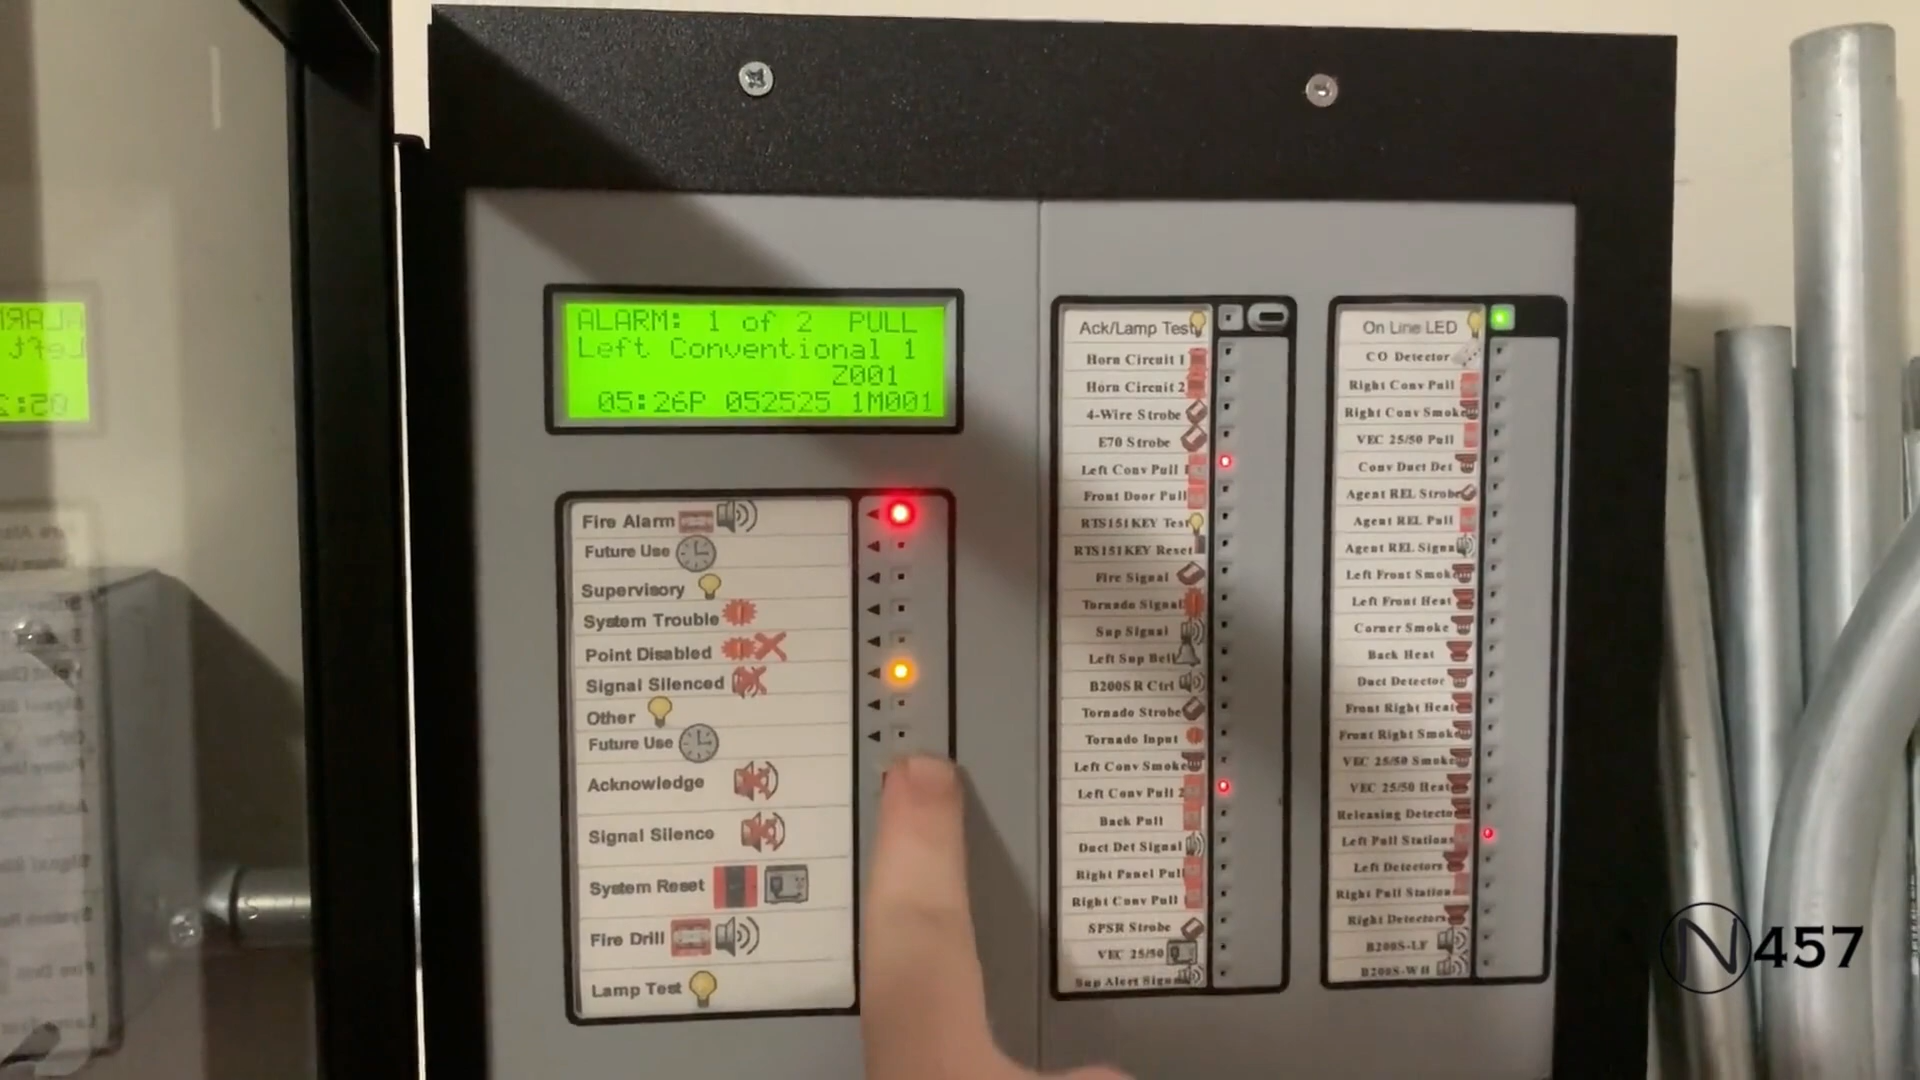 ALARM: 1 of 2 PULL
Left Conventional 1
Z001
05:26P 052525 1M001
Fire Alarm
Future Use
Supervisory
System Trouble
Point Disabled
Signal Silenced
Other
Future Use
Acknowledge
Signal Silence
System Reset
Fire Drill
Lamp Test
Ack/Lamp Test
Horn Circuit 1
Horn Circuit 2
4-Wire Strobe
E70 Strobe
Left Conv Pull 1
Front Door Pull
RTS151KEY Test
RTS151KEY Reset
Fire Signal
Tornado Signal
Sup Signal
Left Sup Bell
B200SR Ctrl
Tornado Strobe
Tornado Input
Left Conv Smoke
Left Conv Pull 2
Back Pull
Duct Det Signal
Right Panel Pull
Right Conv Pull
SPSR Strobe
VEC 25/50
Sup Alert Signal
On Line LED
CO Detector
Right Conv Pull
Right Conv Smoke
VEC 25/50 Pull
Conv Duct Det
Agent REL Strobe
Agent REL Pull
Agent REL Signal
Left Front Smoke
Left Front Heat
Corner Smoke
Back Heat
Duct Detector
Front Right Heat
Front Right Smoke
VEC 25/50 Smoke
VEC 25/50 Heat
Releasing Detector
Left Pull Stations
Left Detectors
Right Pull Station
Right Detectors
B200S-LF
B200S-WH
N457